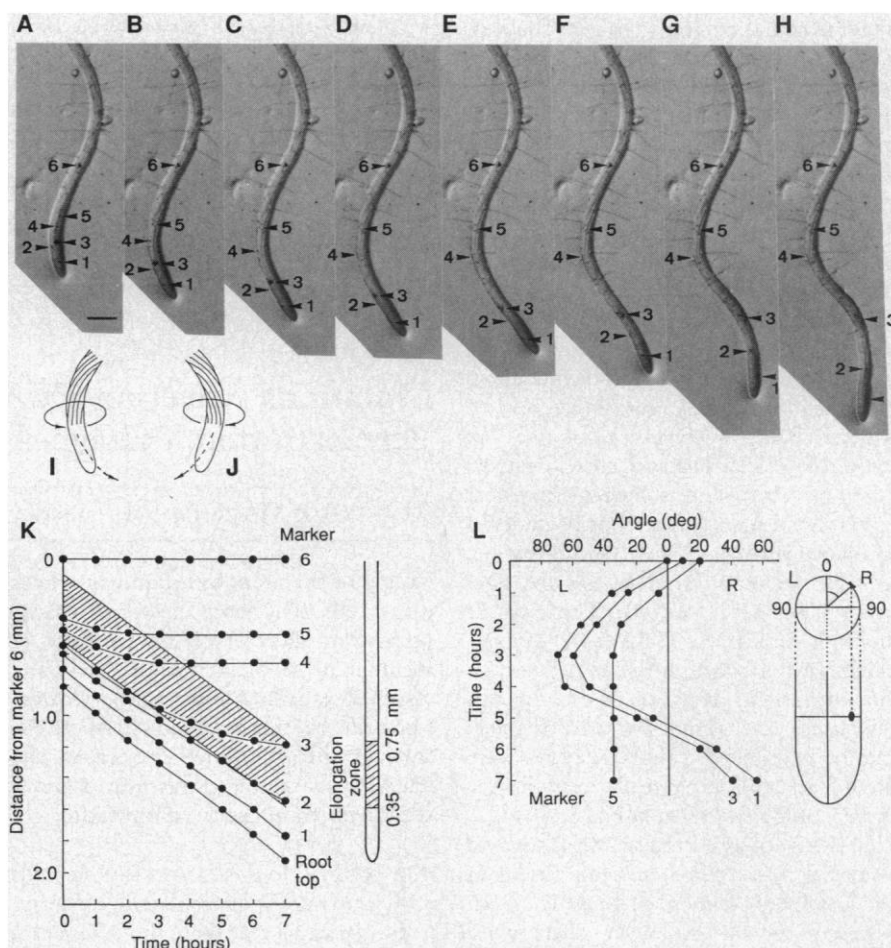 A B C D E F G H
6 6 6 6 6 6 6 6
5 5 5 5 5 5 5 5
4 4 4 4 4 4 4 4
3 3 3 3 3 3 3 3
2 2 2 2 2 2 2 2
1 1 1 1 1 1 1
I J
K
Marker
0
1.0
2.0
Distance from marker 6 (mm)
6
5
4
3
2
1
Root
top
0 1 2 3 4 5 6 7
Time (hours)
Elongation
zone
0.75 mm
0.35
L
Angle (deg)
80 40 0 20 60
L R
0
1
2
3
4
5
6
7
Time (hours)
Marker 5 3 1
0
L R
90 90